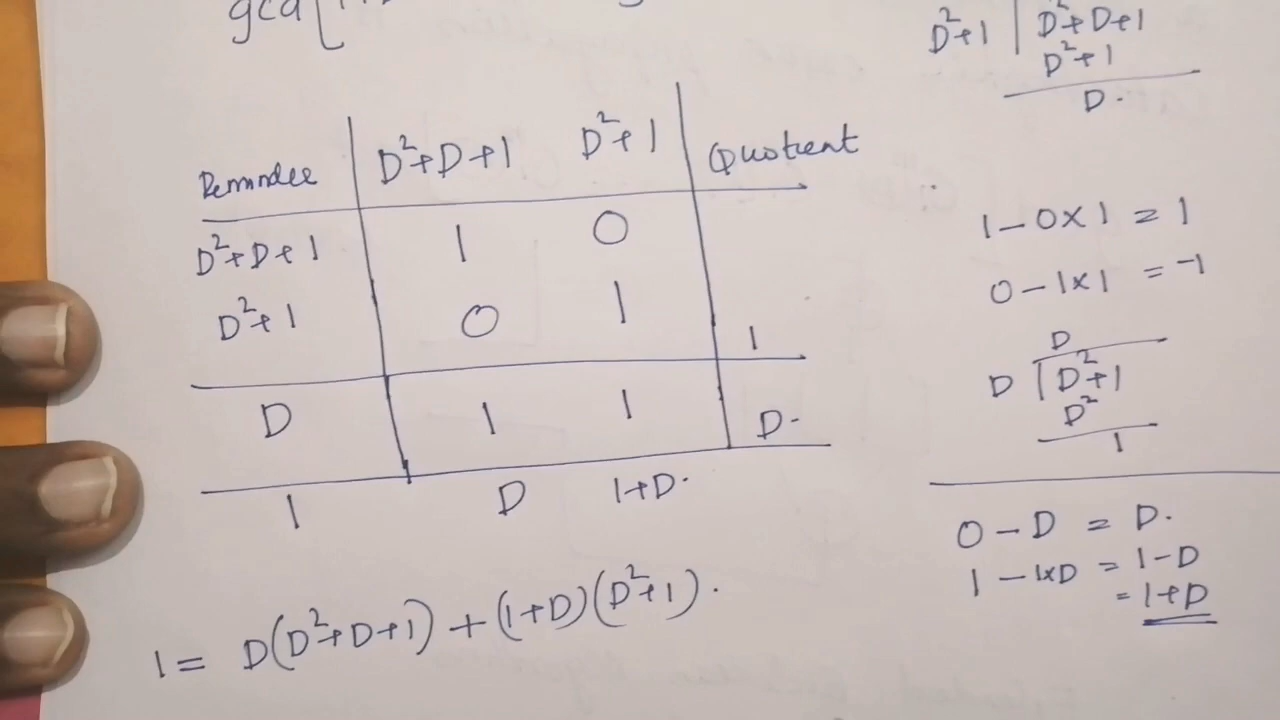 gcd [
D²+1 | D²+D+1
D²+1
D.
Reminder D²+D+1 D²+1 Quotient
D²+D+1 1 0
D²+1 0 1 1
D 1 1 D.
1 D 1+D.
1 = D(D²+D+1) + (1+D)(D²+1).
1-0×1 = 1
0-1×1 = -1
D
D | D²+1
D²
1
0-D = D.
1-1×D = 1-D
= 1+D